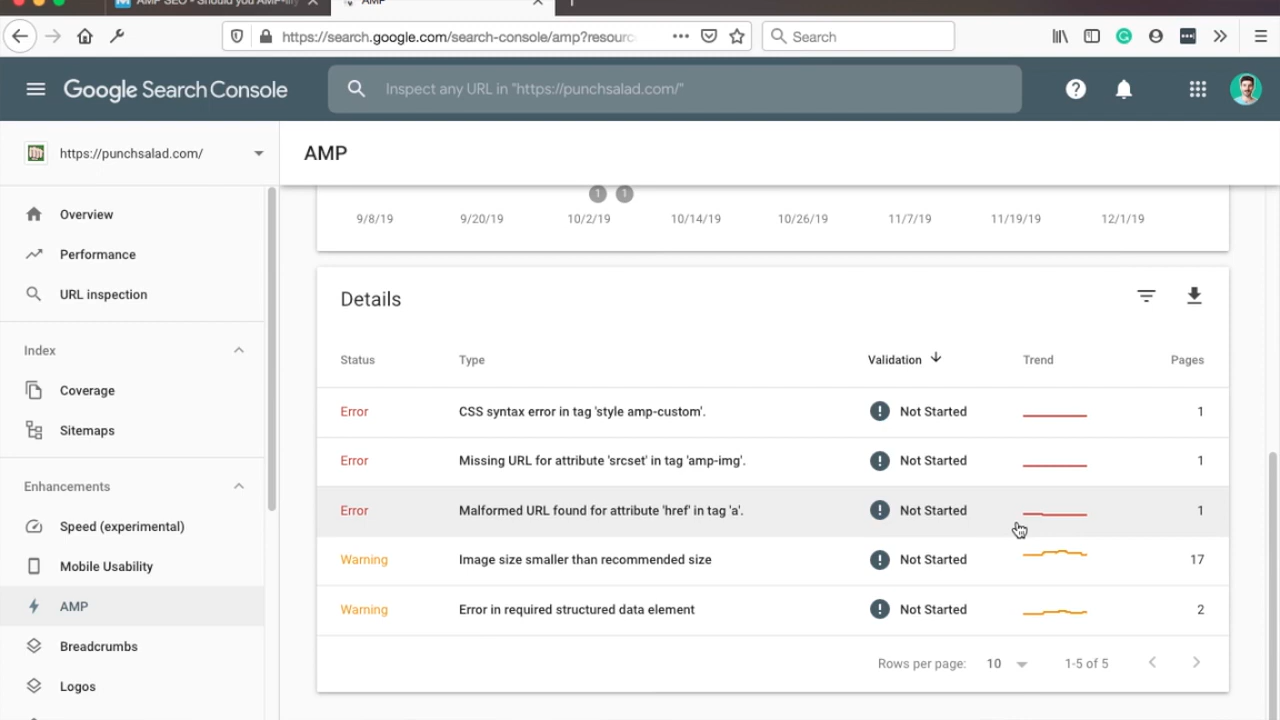 AMP SEO - Should you AMP-lify
AMP
https://search.google.com/search-console/amp?resourc
Search
Google Search Console
Inspect any URL in "https://punchsalad.com/"
https://punchsalad.com/
AMP
Overview
Performance
URL inspection
Index
Coverage
Sitemaps
Enhancements
Speed (experimental)
Mobile Usability
AMP
Breadcrumbs
Logos
1 1
9/8/19 9/20/19 10/2/19 10/14/19 10/26/19 11/7/19 11/19/19 12/1/19
Details
Status Type Validation Trend Pages
Error CSS syntax error in tag 'style amp-custom'. Not Started 1
Error Missing URL for attribute 'srcset' in tag 'amp-img'. Not Started 1
Error Malformed URL found for attribute 'href' in tag 'a'. Not Started 1
Warning Image size smaller than recommended size Not Started 17
Warning Error in required structured data element Not Started 2
Rows per page: 10 1-5 of 5